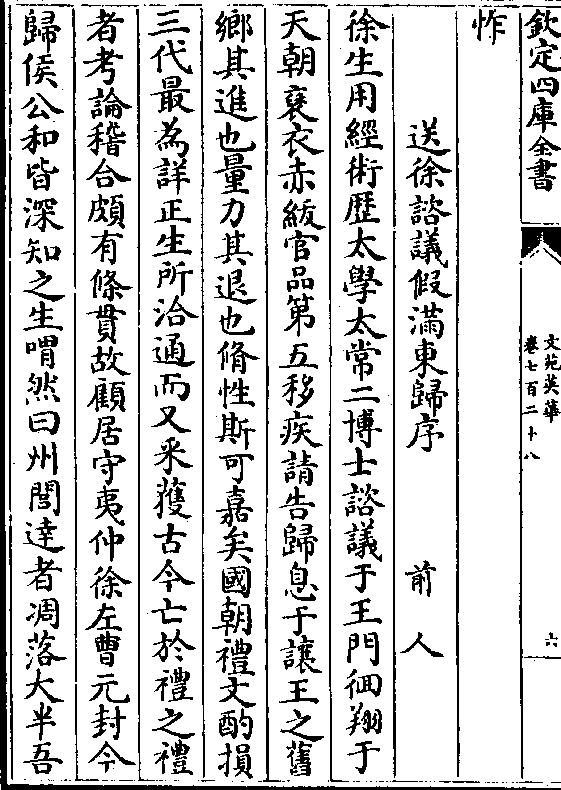 欽定四庫全書
文苑英華
卷七百二十八
六
怍
送徐諮議假滿東歸序 前人
徐生用經術歴太學太常二博士諮議于王門徊翔于
天朝褎衣赤紱官品第五移疾請告歸息于讓王之舊
鄉其進也量力其退也脩性斯可嘉矣國朝禮文酌損
三代最為詳正生所洽通而又采獲古今亡於禮之禮
者考論稽合頗有條貫故顧居守夷仲徐左曹元封今
歸侯公和皆深知之生喟然曰州閭達者凋落大半吾